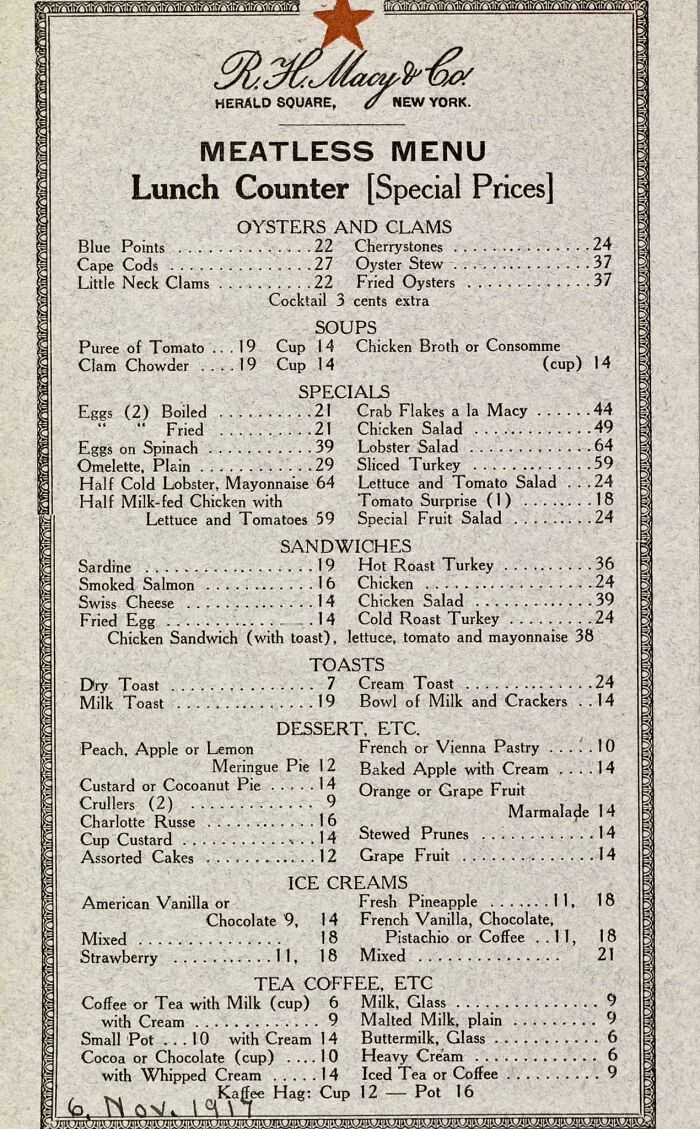 R. H. Macy & Co.
HERALD SQUARE, NEW YORK.
MEATLESS MENU
Lunch Counter [Special Prices]
OYSTERS AND CLAMS
Blue Points ............... 22 Cherrystones ............... 24
Cape Cods ............... 27 Oyster Stew ............... 37
Little Neck Clams .......... 22 Fried Oysters .............. 37
Cocktail 3 cents extra
SOUPS
Puree of Tomato ... 19 Cup 14 Chicken Broth or Consomme
Clam Chowder .... 19 Cup 14 (cup) 14
SPECIALS
Eggs (2) Boiled .......... 21 Crab Flakes a la Macy ...... 44
“ “ Fried .......... 21 Chicken Salad ............. 49
Eggs on Spinach .......... 39 Lobster Salad ............. 64
Omelette, Plain ............ 29 Sliced Turkey ............. 59
Half Cold Lobster, Mayonnaise 64 Lettuce and Tomato Salad ... 24
Half Milk-fed Chicken with Tomato Surprise (1) ........ 18
Lettuce and Tomatoes 59 Special Fruit Salad ......... 24
SANDWICHES
Sardine .................. 19 Hot Roast Turkey .......... 36
Smoked Salmon ............ 16 Chicken .................. 24
Swiss Cheese ............. 14 Chicken Salad ............. 39
Fried Egg ................ 14 Cold Roast Turkey ......... 24
Chicken Sandwich (with toast), lettuce, tomato and mayonnaise 38
TOASTS
Dry Toast ............... 7 Cream Toast .............. 24
Milk Toast ............... 19 Bowl of Milk and Crackers .. 14
DESSERT, ETC.
Peach, Apple or Lemon French or Vienna Pastry ..... 10
Meringue Pie 12 Baked Apple with Cream .... 14
Custard or Cocoanut Pie ..... 14 Orange or Grape Fruit
Crullers (2) ............. 9 Marmalade 14
Charlotte Russe ........... 16
Cup Custard .............. 14 Stewed Prunes ............ 14
Assorted Cakes ........... 12 Grape Fruit .............. 14
ICE CREAMS
American Vanilla or Fresh Pineapple ....... 11, 18
Chocolate 9, 14 French Vanilla, Chocolate,
Mixed ................ 18 Pistachio or Coffee .. 11, 18
Strawberry .......... 11, 18 Mixed ................ 21
TEA COFFEE, ETC
Coffee or Tea with Milk (cup) 6 Milk, Glass ............... 9
with Cream ............ 9 Malted Milk, plain ......... 9
Small Pot ... 10 with Cream 14 Buttermilk, Glass .......... 6
Cocoa or Chocolate (cup) .... 10 Heavy Cream ............. 6
with Whipped Cream ..... 14 Iced Tea or Coffee ......... 9
Kaffee Hag: Cup 12 — Pot 16
6. Nov. 1917